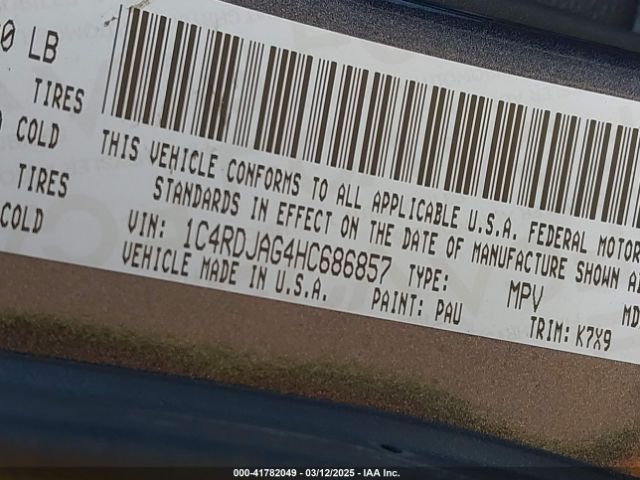 0 LB
TIRES
COLD
TIRES
COLD
THIS VEHICLE CONFORMS TO ALL APPLICABLE U.S.A. FEDERAL MOTOR
STANDARDS IN EFFECT ON THE DATE OF MANUFACTURE SHOWN
VIN: 1C4RDJAG4HC686857 TYPE: MPV MD
VEHICLE MADE IN U.S.A. PAINT: PAU TRIM: K7X9
000-41782049 — 03/12/2025 — IAA Inc.